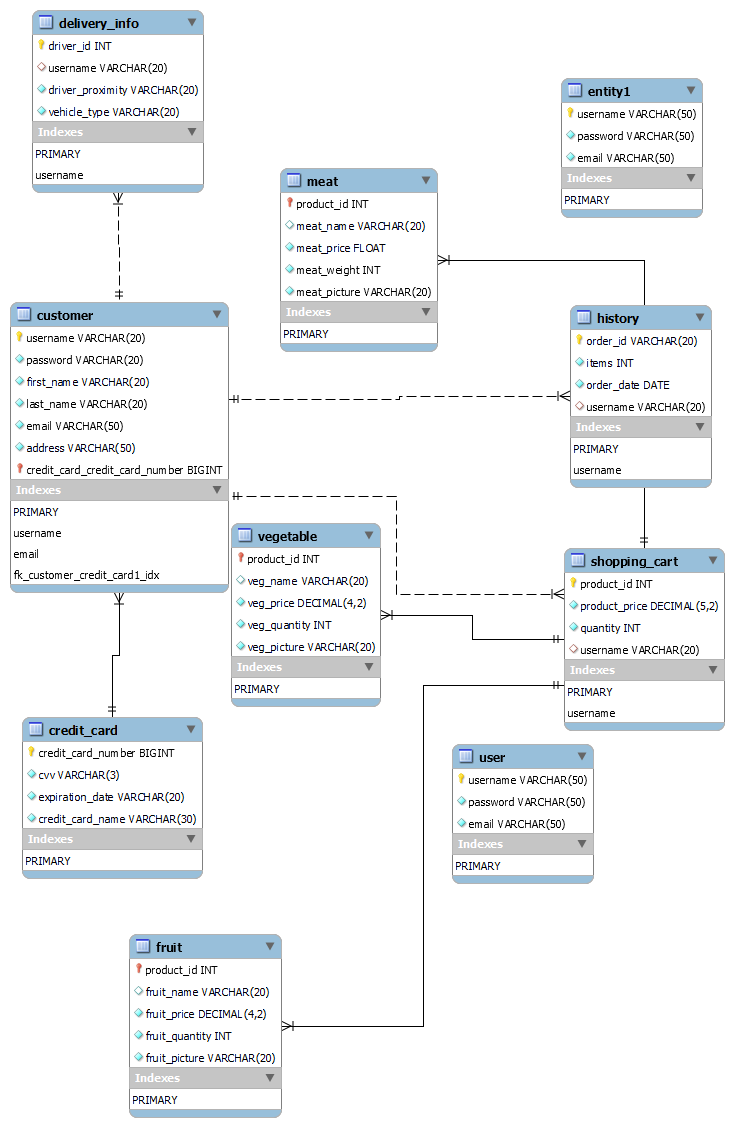 delivery_info
driver_id INT
username VARCHAR(20)
driver_proximity VARCHAR(20)
vehicle_type VARCHAR(20)
Indexes
PRIMARY
username
entity1
username VARCHAR(50)
password VARCHAR(50)
email VARCHAR(50)
Indexes
PRIMARY
meat
product_id INT
meat_name VARCHAR(20)
meat_price FLOAT
meat_weight INT
meat_picture VARCHAR(20)
Indexes
PRIMARY
customer
username VARCHAR(20)
password VARCHAR(20)
first_name VARCHAR(20)
last_name VARCHAR(20)
email VARCHAR(50)
address VARCHAR(50)
credit_card_credit_card_number BIGINT
Indexes
PRIMARY
username
email
fk_customer_credit_card1_idx
history
order_id VARCHAR(20)
items INT
order_date DATE
username VARCHAR(20)
Indexes
PRIMARY
username
vegetable
product_id INT
veg_name VARCHAR(20)
veg_price DECIMAL(4,2)
veg_quantity INT
veg_picture VARCHAR(20)
Indexes
PRIMARY
shopping_cart
product_id INT
product_price DECIMAL(5,2)
quantity INT
username VARCHAR(20)
Indexes
PRIMARY
username
credit_card
credit_card_number BIGINT
cvv VARCHAR(3)
expiration_date VARCHAR(20)
credit_card_name VARCHAR(30)
Indexes
PRIMARY
user
username VARCHAR(50)
password VARCHAR(50)
email VARCHAR(50)
Indexes
PRIMARY
fruit
product_id INT
fruit_name VARCHAR(20)
fruit_price DECIMAL(4,2)
fruit_quantity INT
fruit_picture VARCHAR(20)
Indexes
PRIMARY